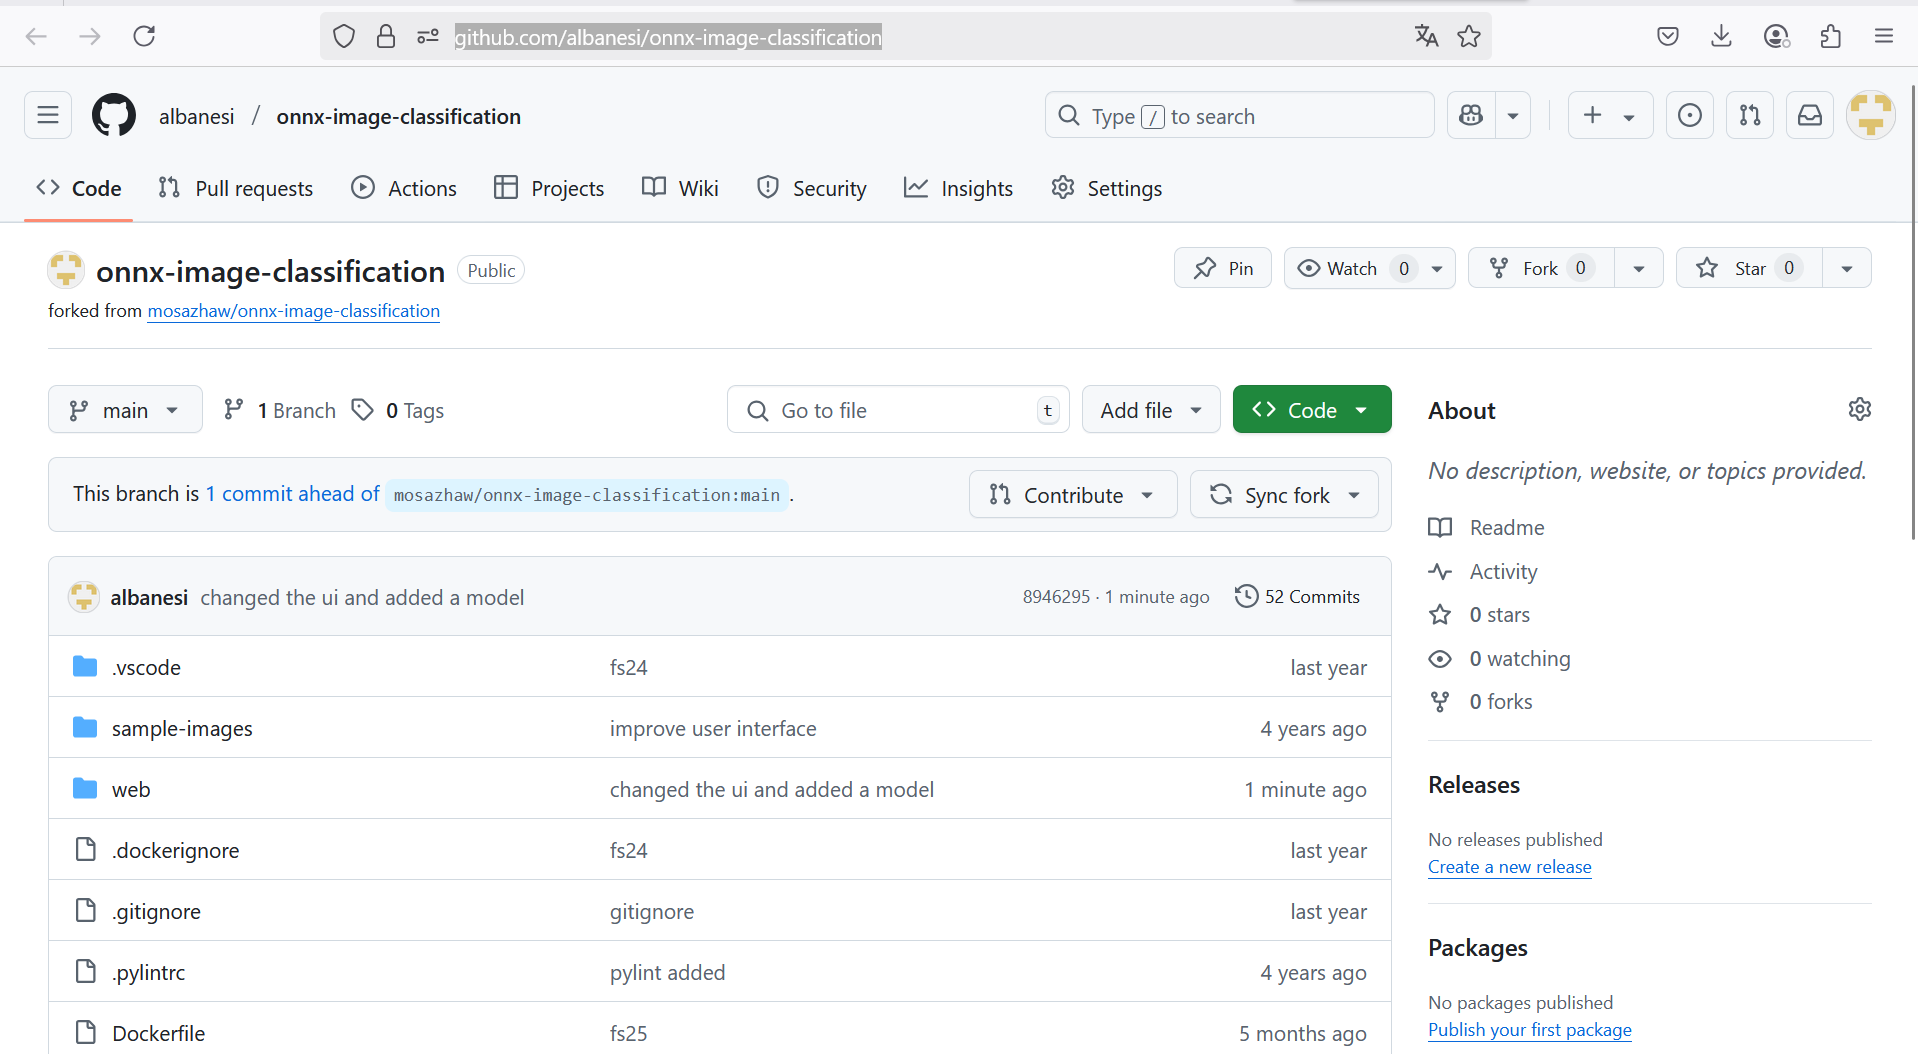 github.com/albanesi/onnx-image-classification
albanesi / onnx-image-classification
Type / to search
Code Pull requests Actions Projects Wiki Security Insights Settings
onnx-image-classification Public
Pin Watch 0 Fork 0 Star 0
forked from mosazhaw/onnx-image-classification
main 1 Branch 0 Tags Go to file t Add file Code
This branch is 1 commit ahead of mosazhaw/onnx-image-classification:main.
Contribute Sync fork
albanesi changed the ui and added a model 8946295 · 1 minute ago 52 Commits
.vscode fs24 last year
sample-images improve user interface 4 years ago
web changed the ui and added a model 1 minute ago
.dockerignore fs24 last year
.gitignore gitignore last year
.pylintrc pylint added 4 years ago
Dockerfile fs25 5 months ago
About
No description, website, or topics provided.
Readme
Activity
0 stars
0 watching
0 forks
Releases
No releases published
Create a new release
Packages
No packages published
Publish your first package